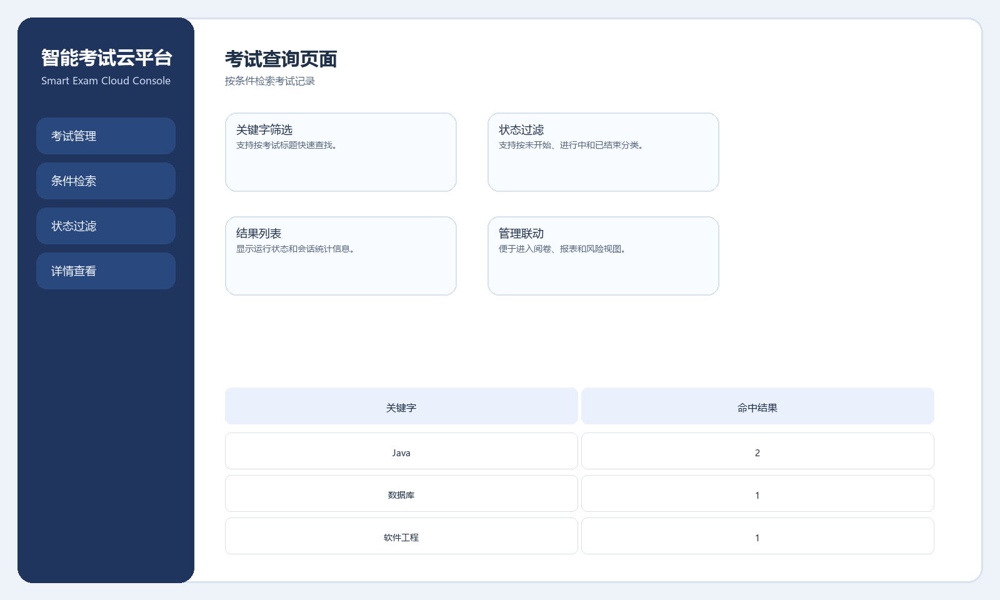 智能考试云平台
Smart Exam Cloud Console
考试管理
条件检索
状态过滤
详情查看
考试查询页面
按条件检索考试记录
关键字筛选
支持按考试标题快速查找。
状态过滤
支持按未开始、进行中和已结束分类。
结果列表
显示运行状态和会话统计信息。
管理联动
便于进入阅卷、报表和风险视图。
关键字 命中结果
Java 2
数据库 1
软件工程 1